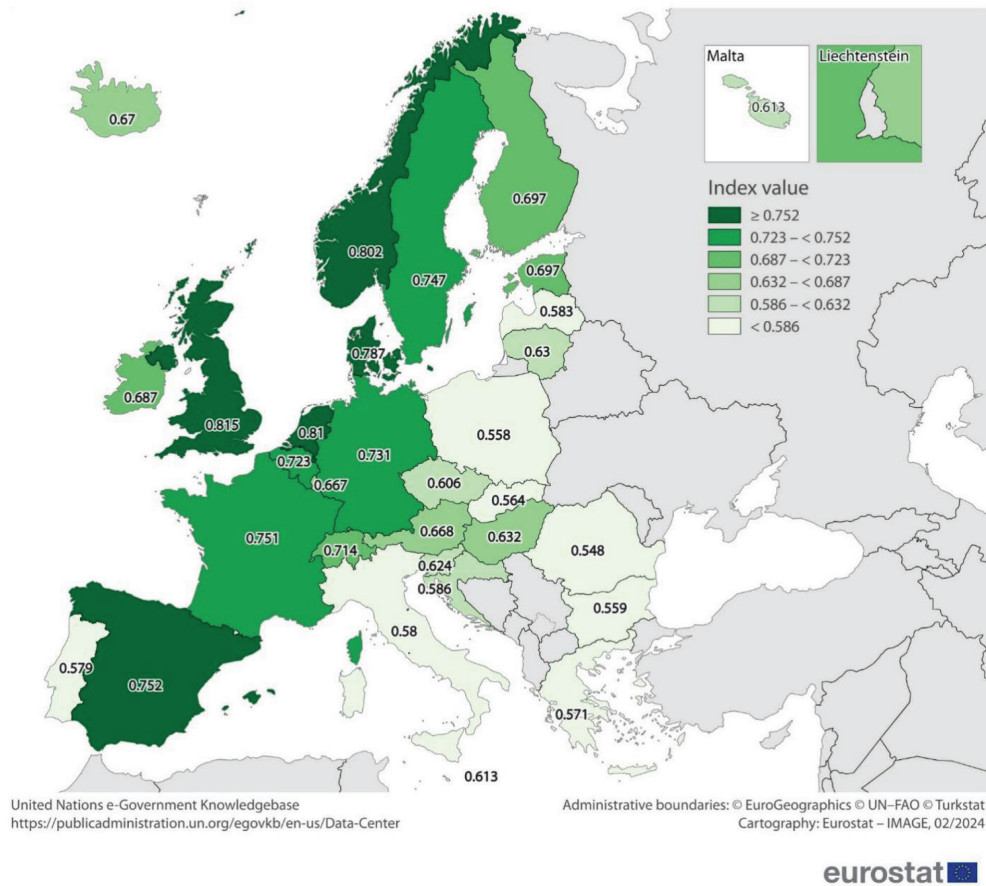 Malta
0.613
Liechtenstein
Index value
≥ 0.752
0.723 – < 0.752
0.687 – < 0.723
0.632 – < 0.687
0.586 – < 0.632
< 0.586
0.67
0.697
0.802
0.747
0.697
0.583
0.63
0.787
0.687
0.815
0.81
0.558
0.723
0.731
0.667
0.606
0.564
0.751
0.668
0.632
0.714
0.548
0.624
0.586
0.559
0.58
0.579
0.752
0.571
0.613
United Nations e-Government Knowledgebase
https://publicadministration.un.org/egovkb/en-us/Data-Center
Administrative boundaries: © EuroGeographics © UN–FAO © Turkstat
Cartography: Eurostat – IMAGE, 02/2024
eurostat